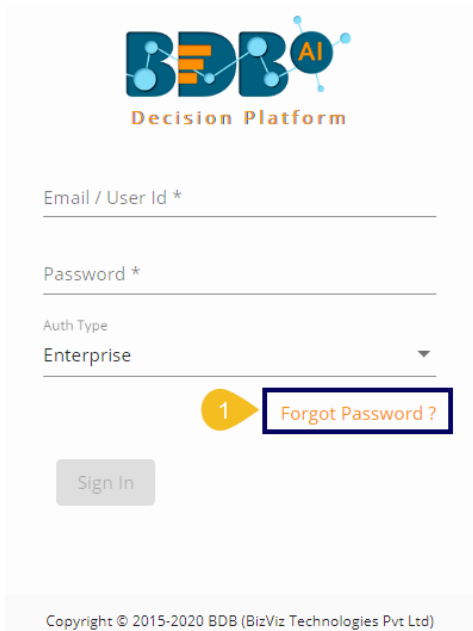 BDB AI
Decision Platform
Email / User Id *
Password *
Auth Type
Enterprise
1 Forgot Password ?
Sign In
Copyright © 2015-2020 BDB (BizViz Technologies Pvt Ltd)